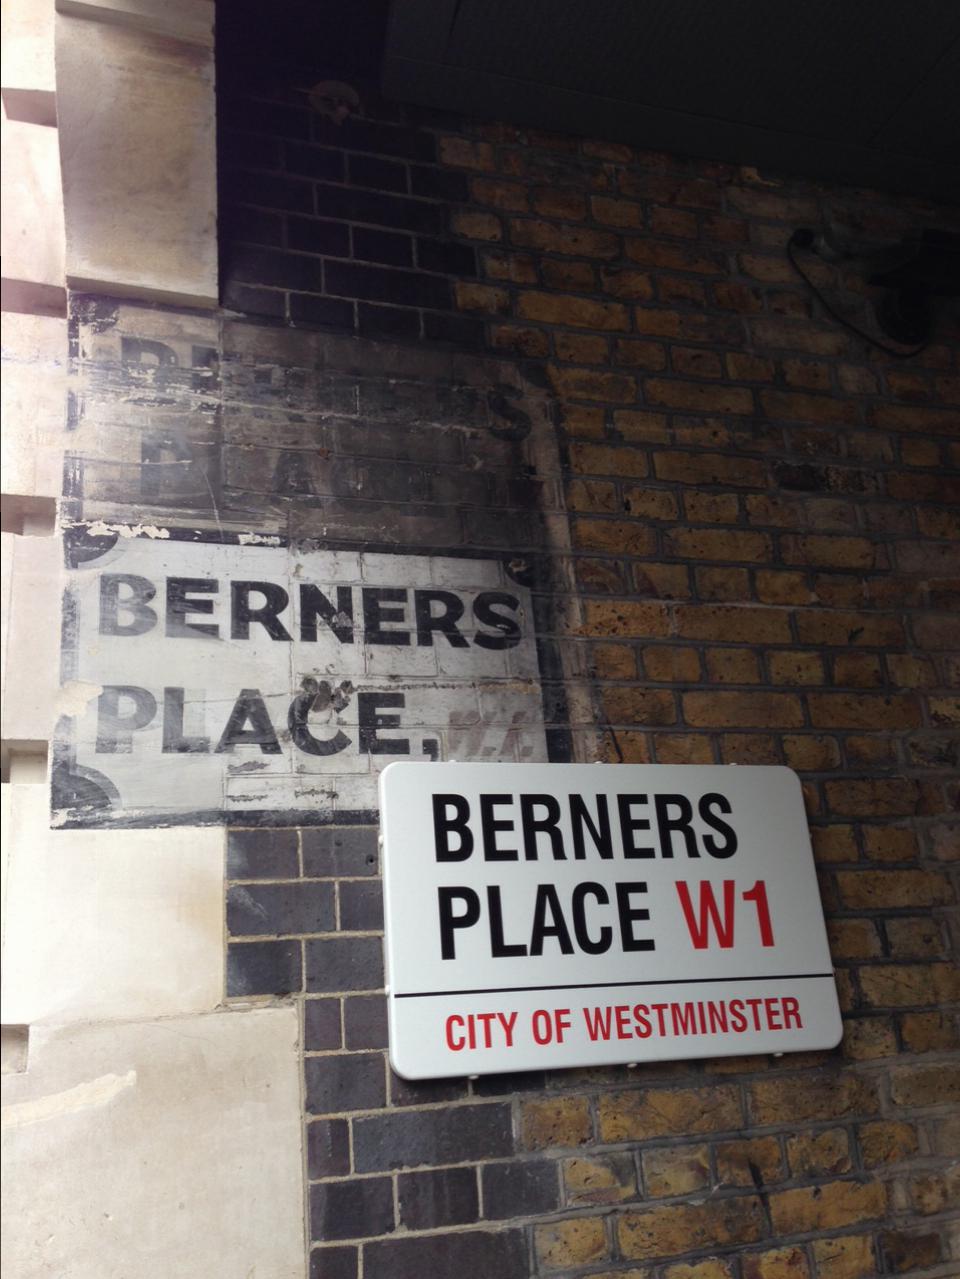 BERNERS
PLACE,
BERNERS
PLACE W1
CITY OF WESTMINSTER